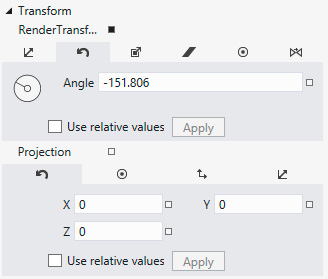 Transform
RenderTransf...
Angle -151.806
Use relative values Apply
Projection
X 0 Y 0
Z 0
Use relative values Apply